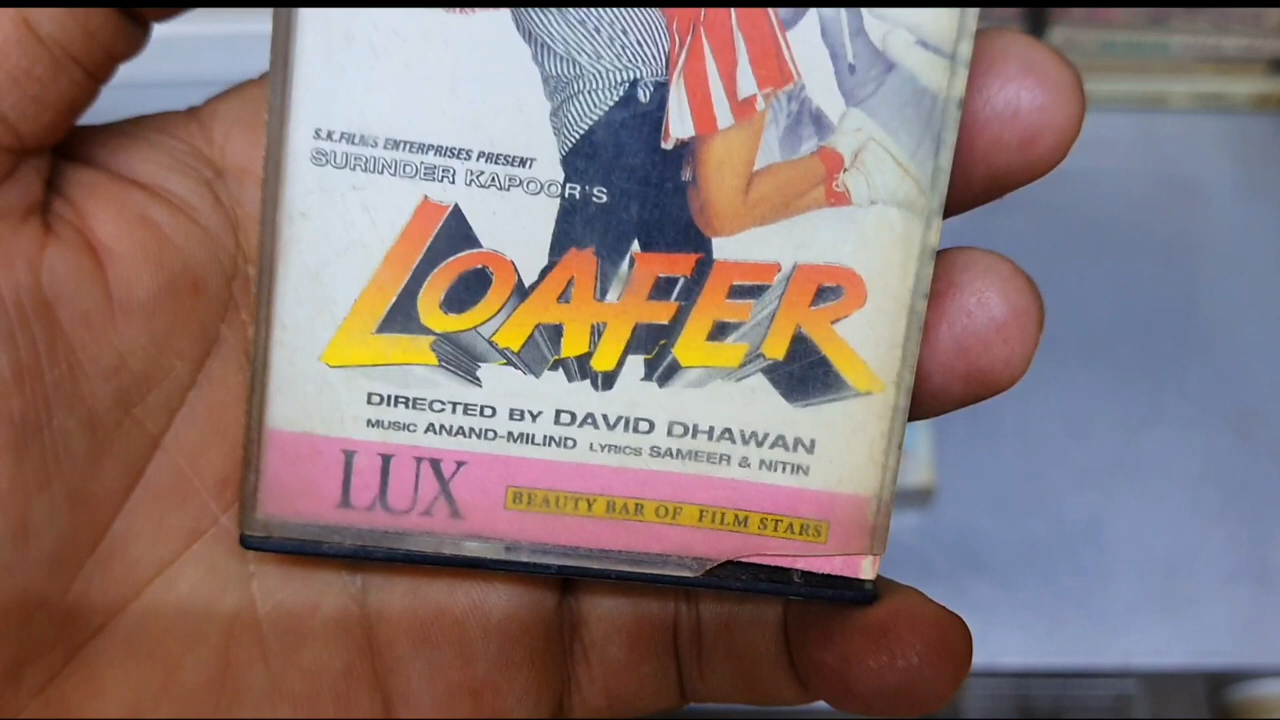 S.K.FILMS ENTERPRISES PRESENT
SURINDER KAPOOR'S
LOAFER
DIRECTED BY DAVID DHAWAN
MUSIC ANAND-MILIND LYRICS SAMEER & NITIN
LUX BEAUTY BAR OF FILM STARS